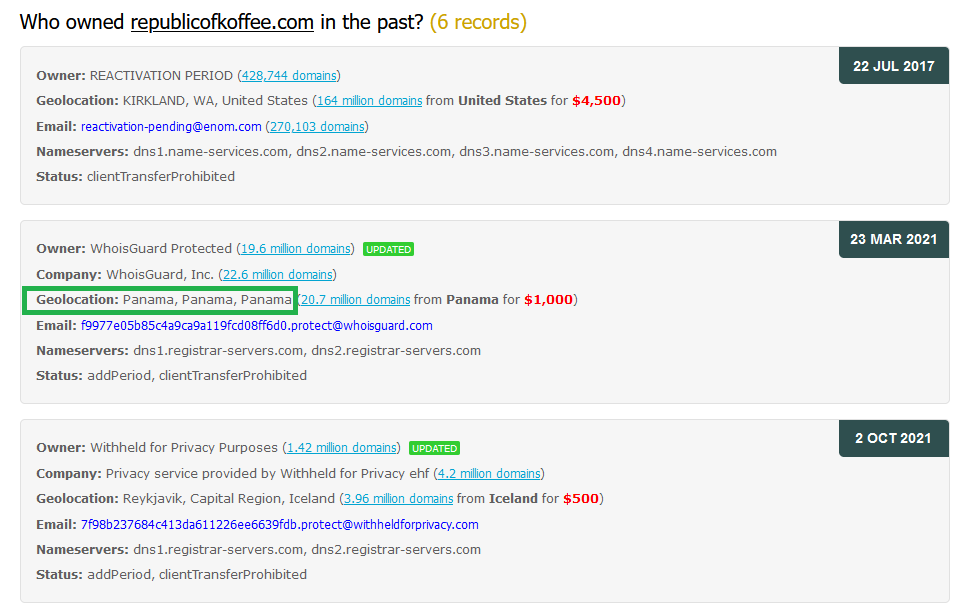 Who owned republicofkoffee.com in the past? (6 records)
22 JUL 2017
Owner: REACTIVATION PERIOD (428,744 domains)
Geolocation: KIRKLAND, WA, United States (164 million domains from United States for $4,500)
Email: reactivation-pending@enom.com (270,103 domains)
Nameservers: dns1.name-services.com, dns2.name-services.com, dns3.name-services.com, dns4.name-services.com
Status: clientTransferProhibited
23 MAR 2021
Owner: WhoisGuard Protected (19.6 million domains) UPDATED
Company: WhoisGuard, Inc. (22.6 million domains)
Geolocation: Panama, Panama, Panama (20.7 million domains from Panama for $1,000)
Email: f9977e05b85c4a9ca9a119fcd08ff6d0.protect@whoisguard.com
Nameservers: dns1.registrar-servers.com, dns2.registrar-servers.com
Status: addPeriod, clientTransferProhibited
2 OCT 2021
Owner: Withheld for Privacy Purposes (1.42 million domains) UPDATED
Company: Privacy service provided by Withheld for Privacy ehf (4.2 million domains)
Geolocation: Reykjavik, Capital Region, Iceland (3.96 million domains from Iceland for $500)
Email: 7f98b237684c413da611226ee6639fdb.protect@withheldforprivacy.com
Nameservers: dns1.registrar-servers.com, dns2.registrar-servers.com
Status: addPeriod, clientTransferProhibited